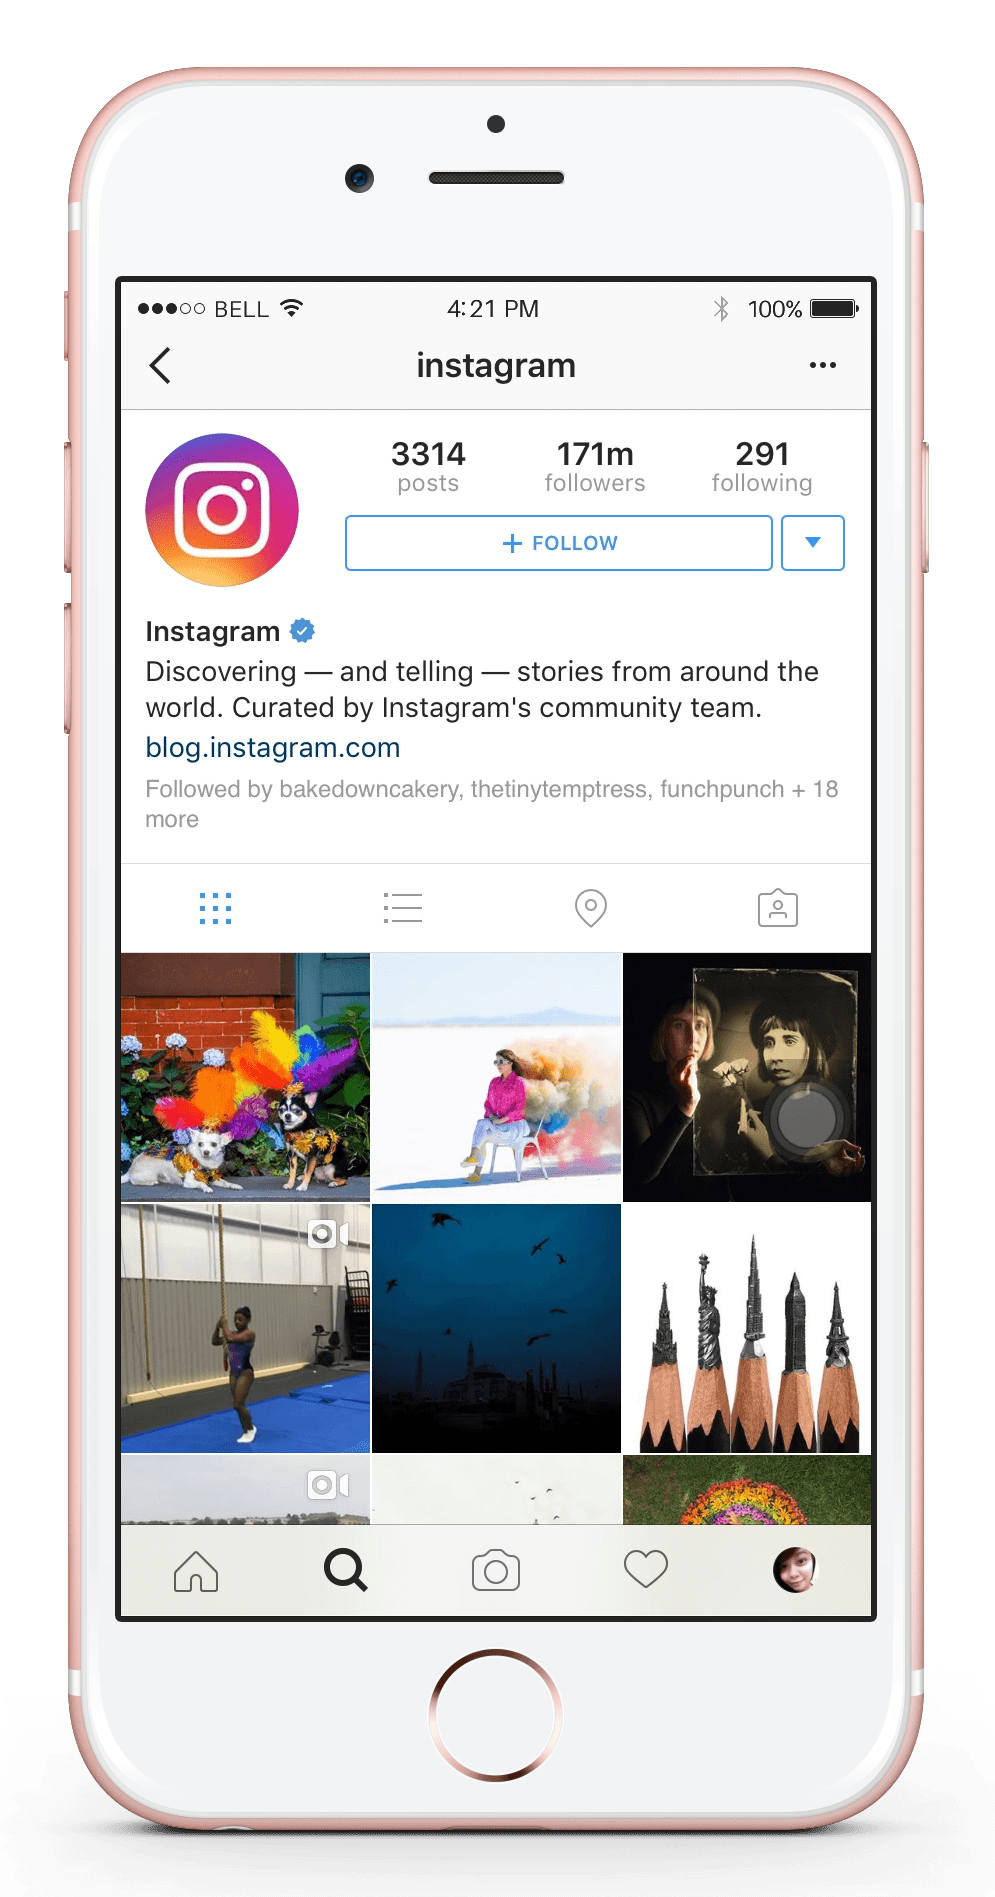 BELL 4:21 PM 100%
instagram
3314 171m 291
posts followers following
+ FOLLOW
Instagram
Discovering — and telling — stories from around the
world. Curated by Instagram's community team.
blog.instagram.com
Followed by bakedowncakery, thetinytemptress, funchpunch + 18
more